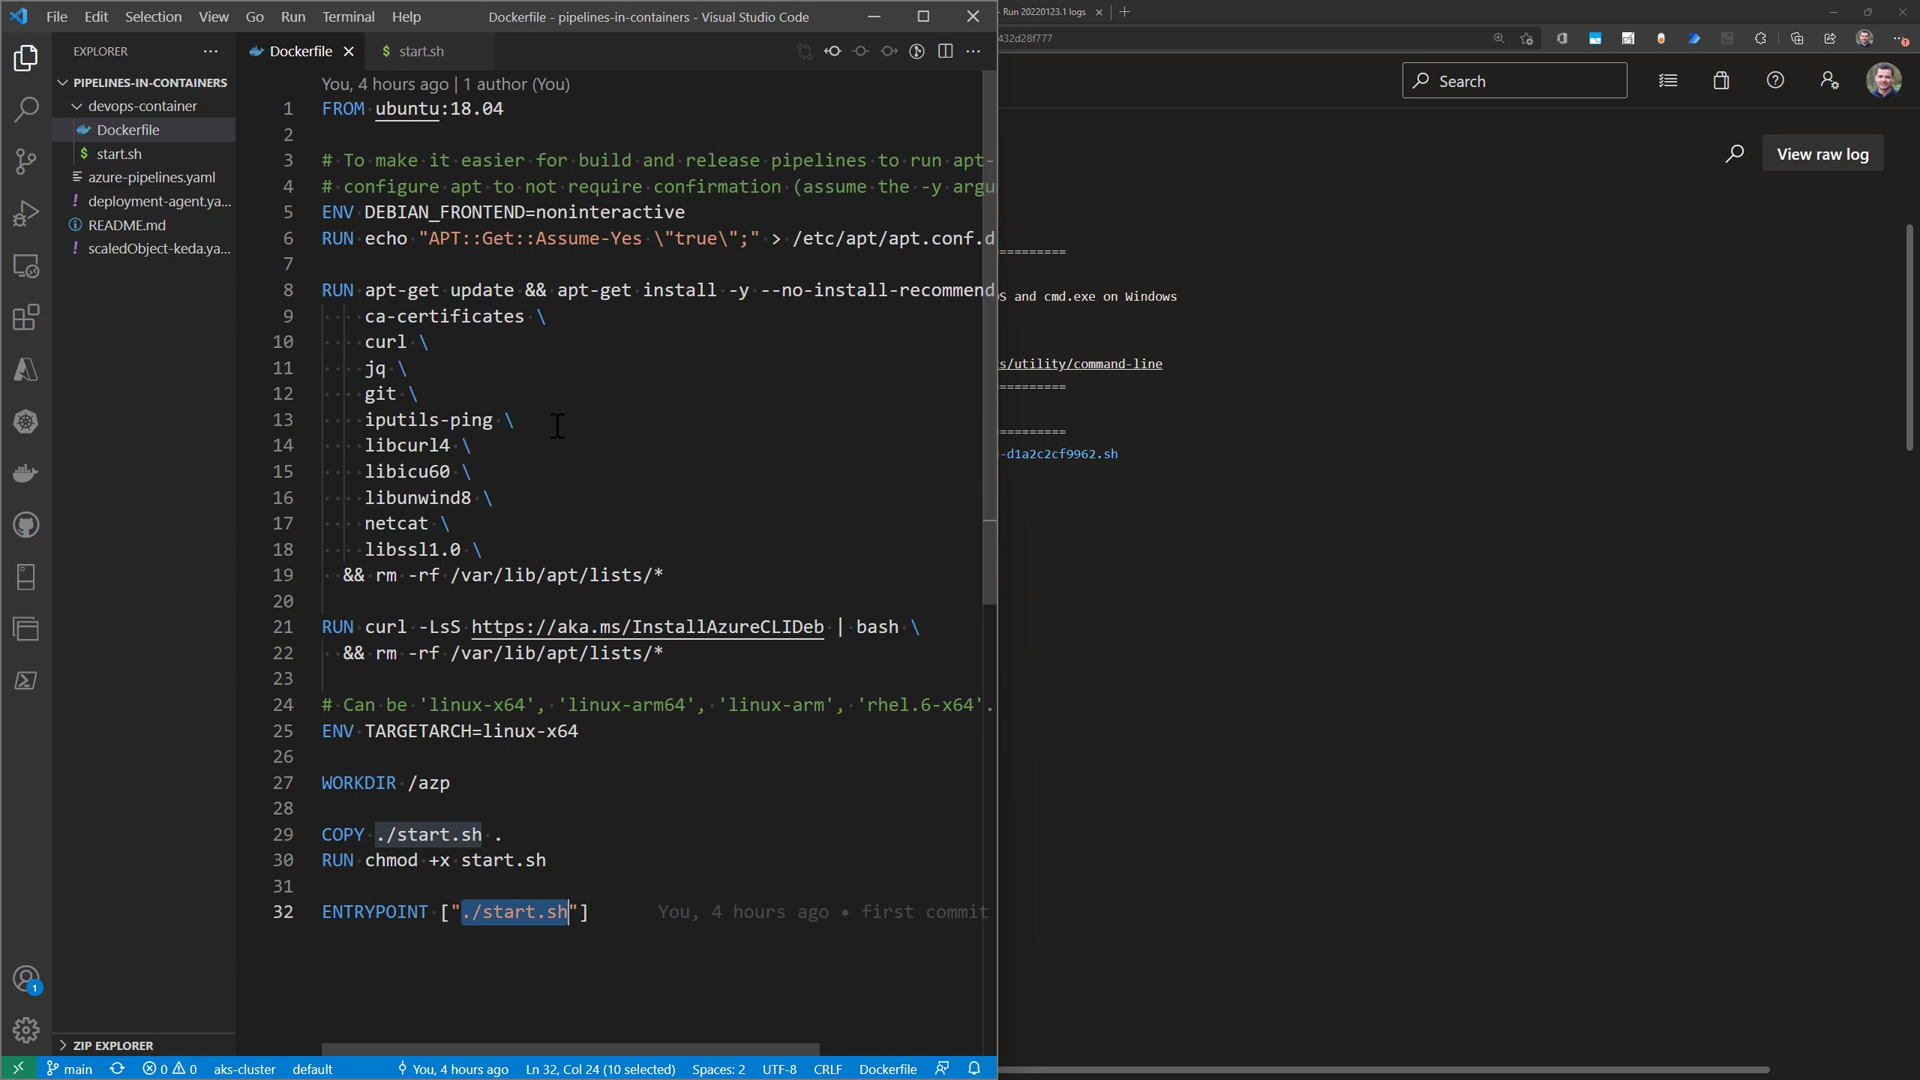 File Edit Selection View Go Run Terminal Help
Dockerfile - pipelines-in-containers - Visual Studio Code
EXPLORER
PIPELINES-IN-CONTAINERS
devops-container
Dockerfile
$ start.sh
azure-pipelines.yaml
! deployment-agent.ya...
README.md
! scaledObject-keda.ya...
ZIP EXPLORER
Dockerfile
$ start.sh
You, 4 hours ago | 1 author (You)
1 FROM ubuntu:18.04
2
3 # To make it easier for build and release pipelines to run apt-
4 # configure apt to not require confirmation (assume the -y argu
5 ENV DEBIAN_FRONTEND=noninteractive
6 RUN echo "APT::Get::Assume-Yes \"true\";" > /etc/apt/apt.conf.d
7
8 RUN apt-get update && apt-get install -y --no-install-recommend
9 ca-certificates \
10 curl \
11 jq \
12 git \
13 iputils-ping \
14 libcurl4 \
15 libicu60 \
16 libunwind8 \
17 netcat \
18 libssl1.0 \
19 && rm -rf /var/lib/apt/lists/*
20
21 RUN curl -LsS https://aka.ms/InstallAzureCLIDeb | bash \
22 && rm -rf /var/lib/apt/lists/*
23
24 # Can be 'linux-x64', 'linux-arm64', 'linux-arm', 'rhel.6-x64'.
25 ENV TARGETARCH=linux-x64
26
27 WORKDIR /azp
28
29 COPY ./start.sh .
30 RUN chmod +x start.sh
31
32 ENTRYPOINT ["./start.sh"] You, 4 hours ago • first commit
1
main 0 0 aks-cluster default You, 4 hours ago Ln 32, Col 24 (10 selected) Spaces: 2 UTF-8 CRLF Dockerfile
- Run 20220123.1 logs
432d28f777
Search
View raw log
=========
S and cmd.exe on Windows
s/utility/command-line
=========
=========
-d1a2c2cf9962.sh